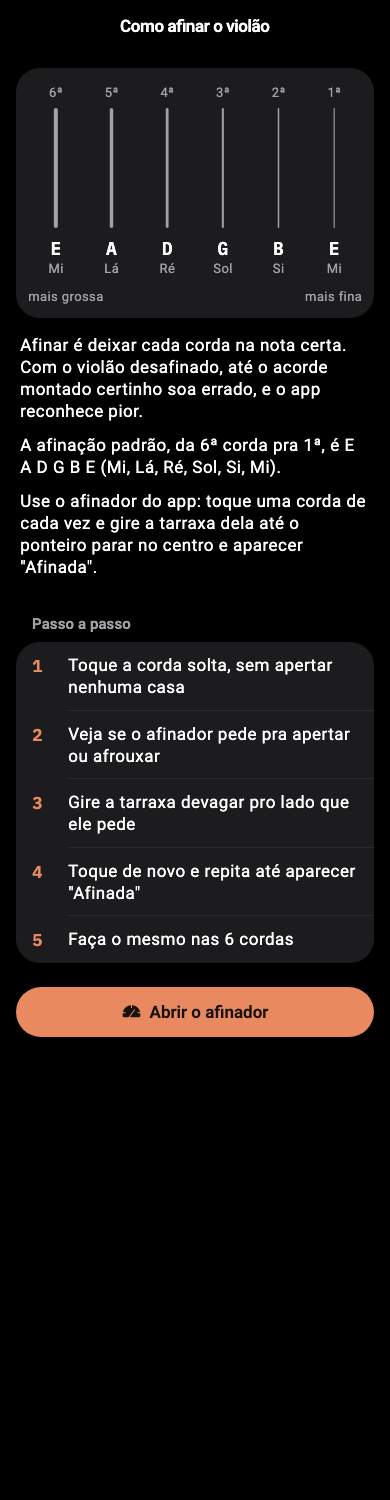 Como afinar o violão
6ª 5ª 4ª 3ª 2ª 1ª
E A D G B E
Mi Lá Ré Sol Si Mi
mais grossa mais fina
Afinar é deixar cada corda na nota certa.
Com o violão desafinado, até o acorde
montado certinho soa errado, e o app
reconhece pior.
A afinação padrão, da 6ª corda pra 1ª, é E
A D G B E (Mi, Lá, Ré, Sol, Si, Mi).
Use o afinador do app: toque uma corda de
cada vez e gire a tarraxa dela até o
ponteiro parar no centro e aparecer
"Afinada".
Passo a passo
1 Toque a corda solta, sem apertar
nenhuma casa
2 Veja se o afinador pede pra apertar
ou afrouxar
3 Gire a tarraxa devagar pro lado que
ele pede
4 Toque de novo e repita até aparecer
"Afinada"
5 Faça o mesmo nas 6 cordas
Abrir o afinador